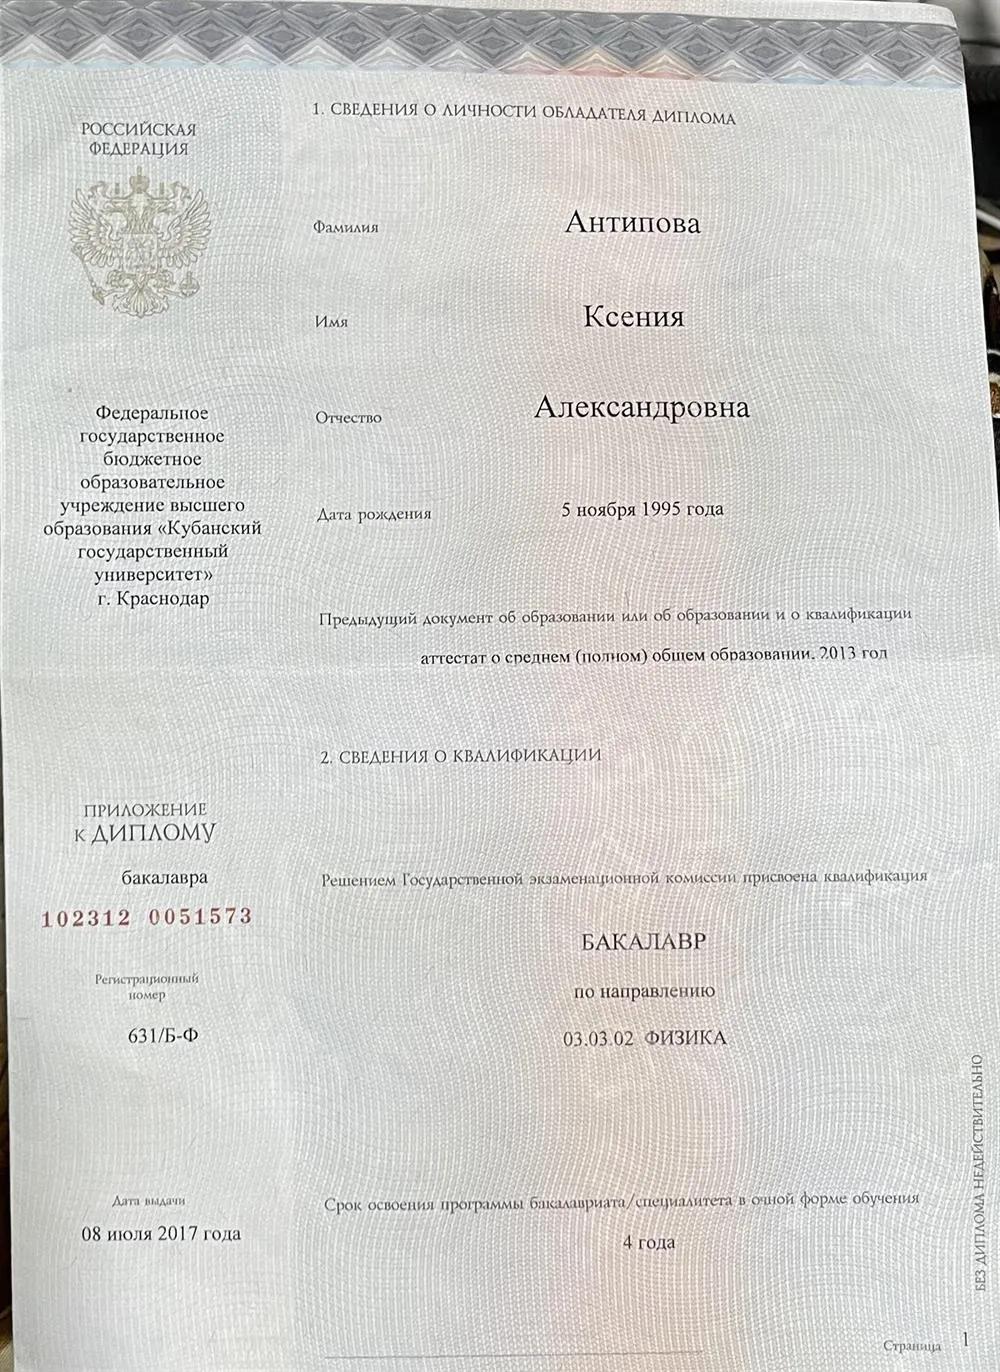 РОССИЙСКАЯ
ФЕДЕРАЦИЯ
Федеральное
государственное
бюджетное
образовательное
учреждение высшего
образования «Кубанский
государственный
университет»
г. Краснодар
ПРИЛОЖЕНИЕ
к ДИПЛОМУ
бакалавра
102312 0051573
Регистрационный
номер
631/Б-Ф
Дата выдачи
08 июля 2017 года
1. СВЕДЕНИЯ О ЛИЧНОСТИ ОБЛАДАТЕЛЯ ДИПЛОМА
Фамилия Антипова
Имя Ксения
Отчество Александровна
Дата рождения 5 ноября 1995 года
Предыдущий документ об образовании или об образовании и о квалификации
аттестат о среднем (полном) общем образовании, 2013 год
2. СВЕДЕНИЯ О КВАЛИФИКАЦИИ
Решением Государственной экзаменационной комиссии присвоена квалификация
БАКАЛАВР
по направлению
03.03.02 ФИЗИКА
Срок освоения программы бакалавриата/специалитета в очной форме обучения
4 года
БЕЗ ДИПЛОМА НЕДЕЙСТВИТЕЛЬНО
Страница 1